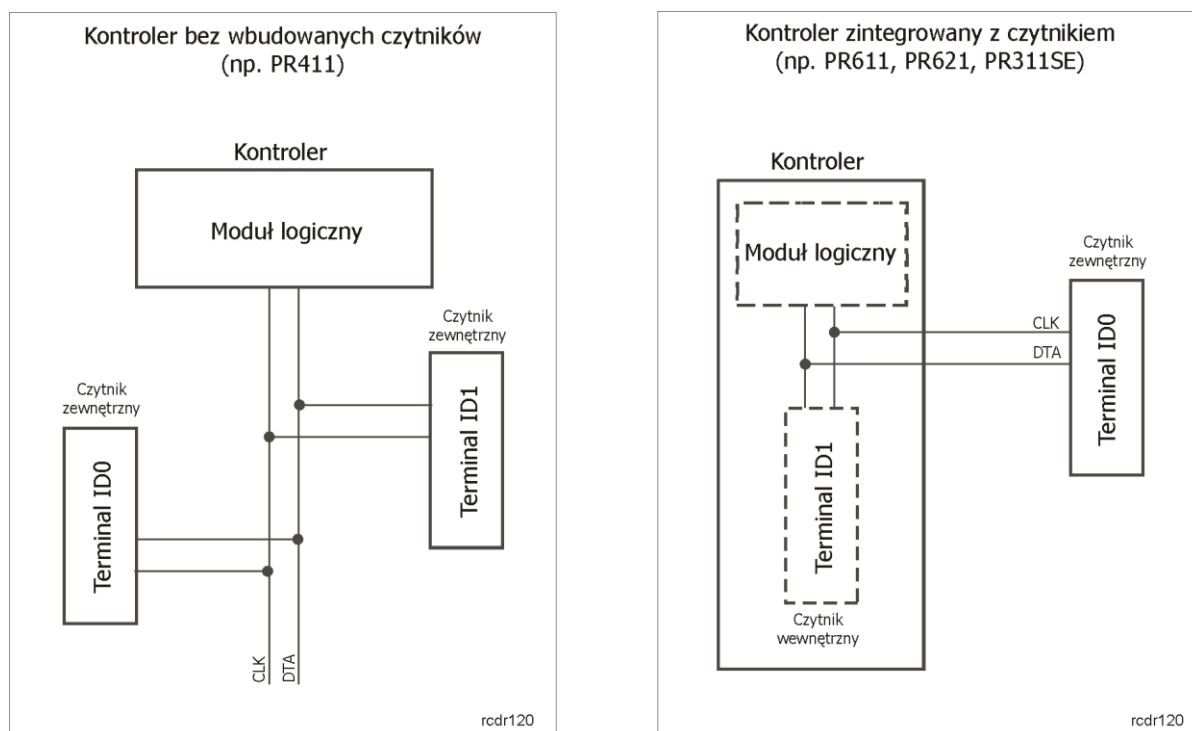 Kontroler bez wbudowanych czytników
(np. PR411)
Kontroler
Moduł logiczny
Czytnik
zewnętrzny
Terminal ID1
Czytnik
zewnętrzny
Terminal ID0
CLK
DTA
rcdr120
Kontroler zintegrowany z czytnikiem
(np. PR611, PR621, PR311SE)
Kontroler
Moduł logiczny
Czytnik
zewnętrzny
CLK
DTA
Terminal ID0
Terminal ID1
Czytnik
wewnętrzny
rcdr120